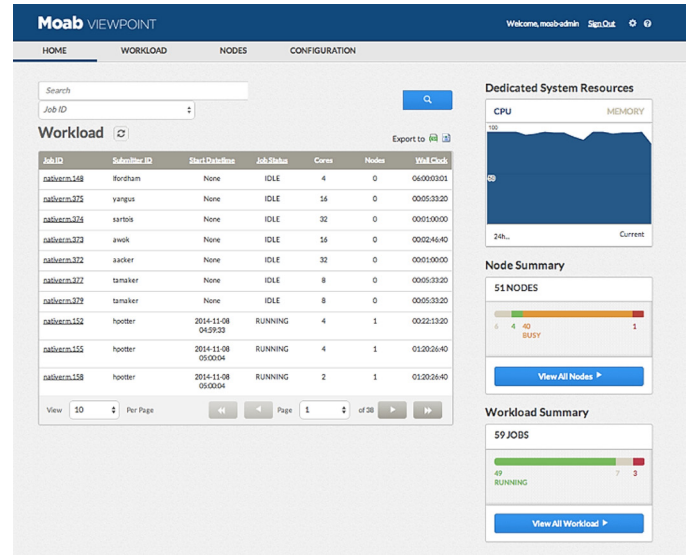 Moab VIEWPOINT
Welcome, moab-admin Sign Out
HOME WORKLOAD NODES CONFIGURATION
Search
Job ID
Workload
Export to
Job ID Submitter ID Start Datetime Job Status Cores Nodes Wall Clock
nativerm.148 lfordham None IDLE 4 0 06:00:03:01
nativerm.375 yangus None IDLE 16 0 00:05:33:20
nativerm.374 sartois None IDLE 32 0 00:01:00:00
nativerm.373 awok None IDLE 16 0 00:02:46:40
nativerm.372 aacker None IDLE 32 0 00:01:00:00
nativerm.377 tamaker None IDLE 8 0 00:05:33:20
nativerm.379 tamaker None IDLE 8 0 00:05:33:20
nativerm.152 hpotter 2014-11-08 04:59:33 RUNNING 4 1 00:22:13:20
nativerm.155 hpotter 2014-11-08 05:00:04 RUNNING 4 1 01:20:26:40
nativerm.158 hpotter 2014-11-08 05:00:04 RUNNING 2 1 01:20:26:40
View 10 Per Page Page 1 of 38
Dedicated System Resources
CPU MEMORY
100
50
24h.. Current
Node Summary
51 NODES
6 4 40 1
BUSY
View All Nodes
Workload Summary
59 JOBS
49 7 3
RUNNING
View All Workload